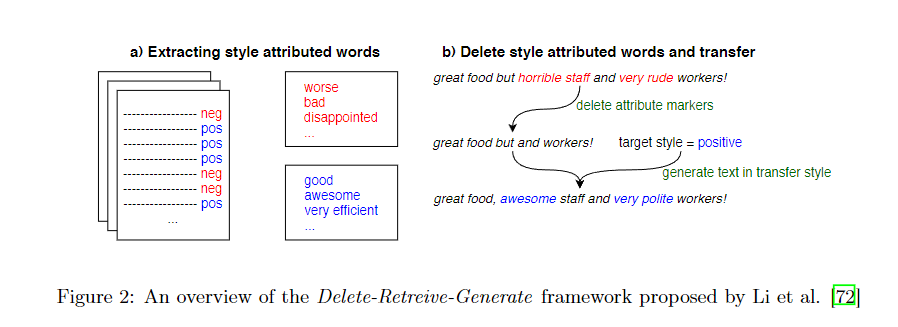 a) Extracting style attributed words
---------------- neg
---------------- pos
---------------- pos
---------------- pos
---------------- neg
---------------- neg
---------------- pos
...
worse
bad
disappointed
...
good
awesome
very efficient
...
b) Delete style attributed words and transfer
great food but horrible staff and very rude workers!
delete attribute markers
great food but and workers! target style = positive
generate text in transfer style
great food, awesome staff and very polite workers!
Figure 2: An overview of the Delete-Retreive-Generate framework proposed by Li et al. [72]